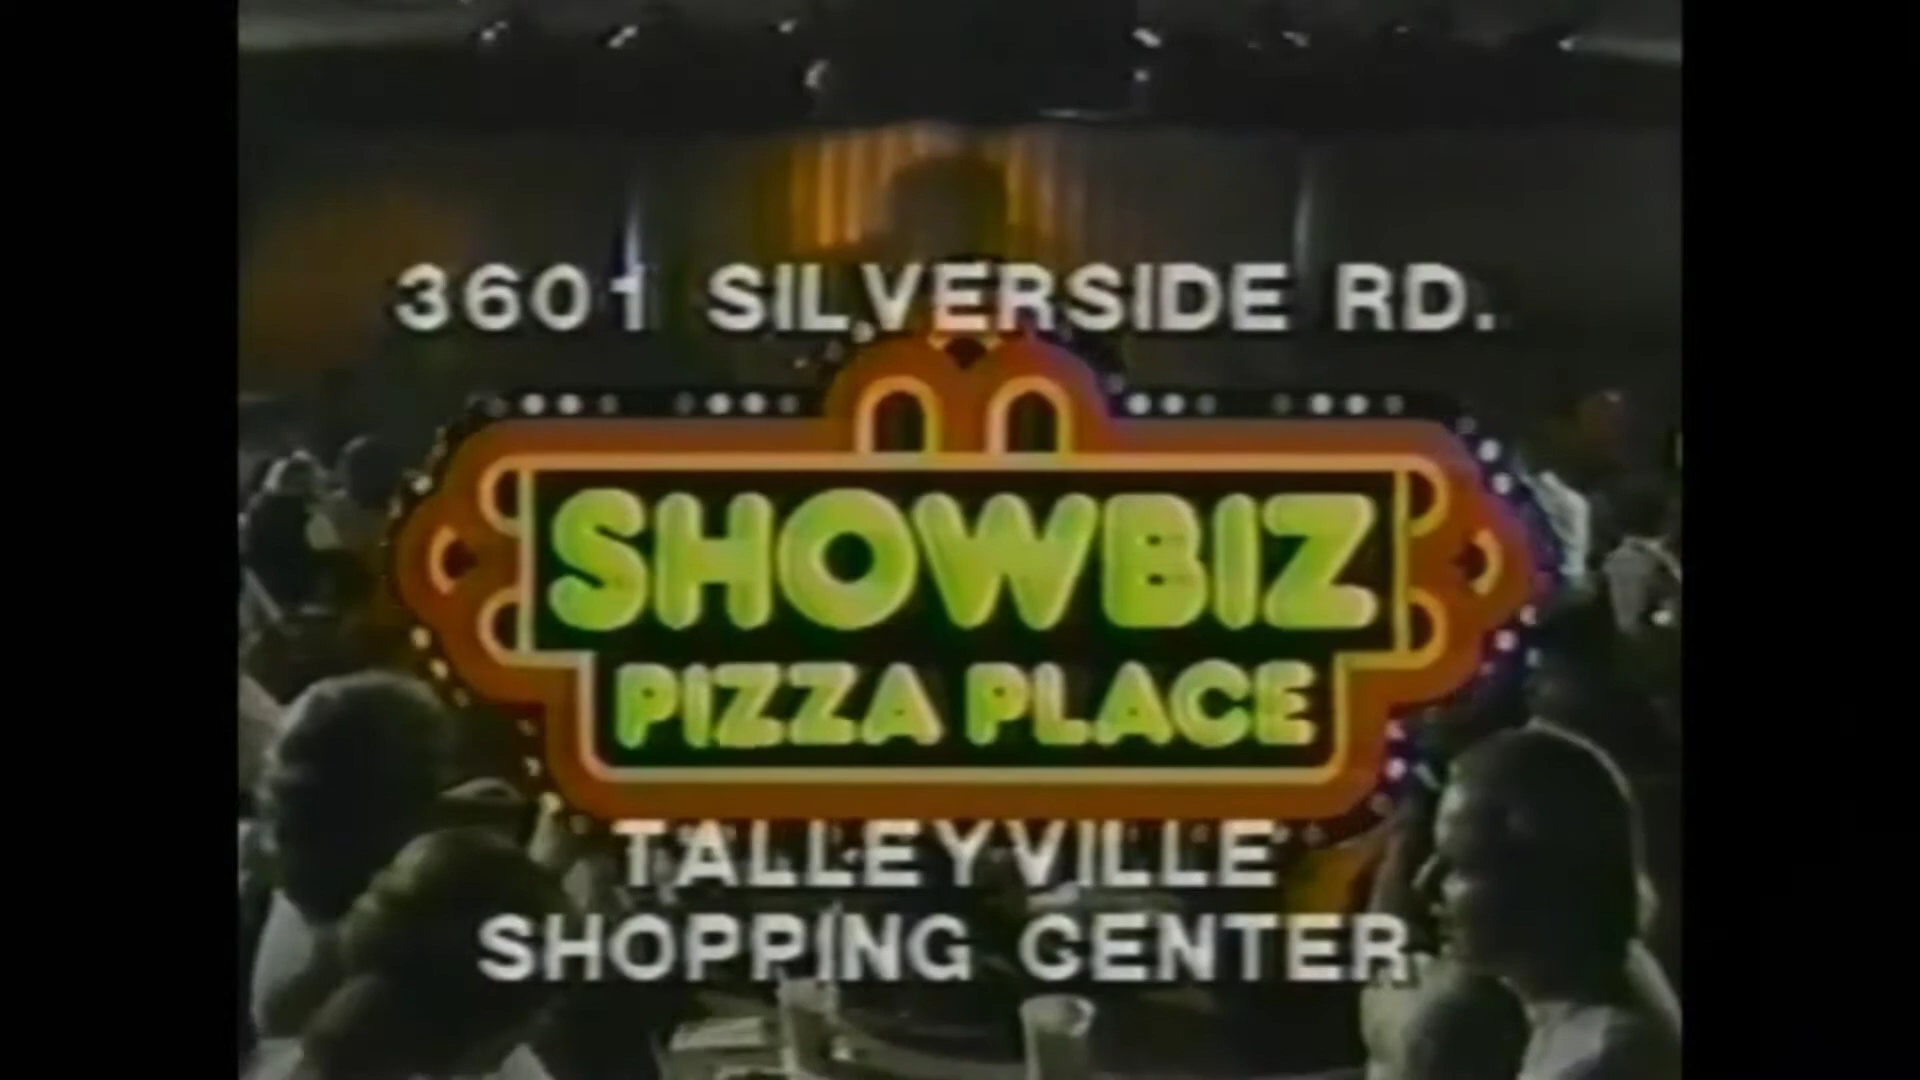 3601 SILVERSIDE RD.
SHOWBIZ
PIZZA PLACE
TALLEYVILLE
SHOPPING CENTER